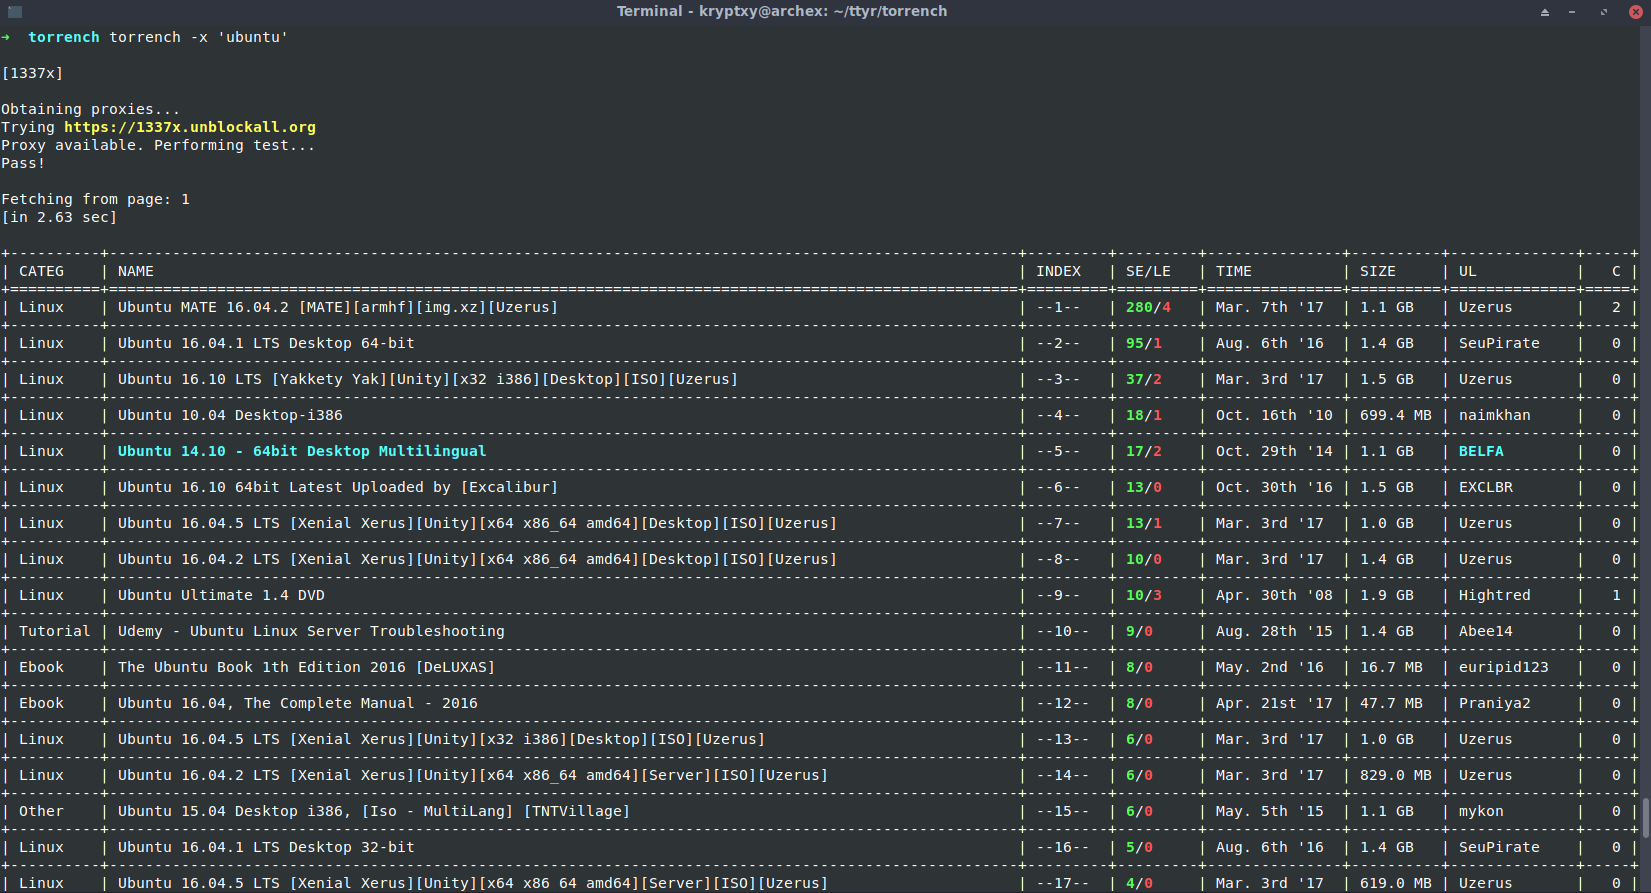 Terminal - kryptxy@archex: ~/ttyr/torrench
➜  torrench torrench -x 'ubuntu'
[1337x]
Obtaining proxies...
Trying https://1337x.unblockall.org
Proxy available. Performing test...
Pass!
Fetching from page: 1
[in 2.63 sec]
| CATEG | NAME | INDEX | SE/LE | TIME | SIZE | UL | C |
| Linux | Ubuntu MATE 16.04.2 [MATE][armhf][img.xz][Uzerus] | --1-- | 280/4 | Mar. 7th '17 | 1.1 GB | Uzerus | 2 |
| Linux | Ubuntu 16.04.1 LTS Desktop 64-bit | --2-- | 95/1 | Aug. 6th '16 | 1.4 GB | SeuPirate | 0 |
| Linux | Ubuntu 16.10 LTS [Yakkety Yak][Unity][x32 i386][Desktop][ISO][Uzerus] | --3-- | 37/2 | Mar. 3rd '17 | 1.5 GB | Uzerus | 0 |
| Linux | Ubuntu 10.04 Desktop-i386 | --4-- | 18/1 | Oct. 16th '10 | 699.4 MB | naimkhan | 0 |
| Linux | Ubuntu 14.10 - 64bit Desktop Multilingual | --5-- | 17/2 | Oct. 29th '14 | 1.1 GB | BELFA | 0 |
| Linux | Ubuntu 16.10 64bit Latest Uploaded by [Excalibur] | --6-- | 13/0 | Oct. 30th '16 | 1.5 GB | EXCLBR | 0 |
| Linux | Ubuntu 16.04.5 LTS [Xenial Xerus][Unity][x64 x86_64 amd64][Desktop][ISO][Uzerus] | --7-- | 13/1 | Mar. 3rd '17 | 1.0 GB | Uzerus | 0 |
| Linux | Ubuntu 16.04.2 LTS [Xenial Xerus][Unity][x64 x86_64 amd64][Desktop][ISO][Uzerus] | --8-- | 10/0 | Mar. 3rd '17 | 1.4 GB | Uzerus | 0 |
| Linux | Ubuntu Ultimate 1.4 DVD | --9-- | 10/3 | Apr. 30th '08 | 1.9 GB | Hightred | 1 |
| Tutorial | Udemy - Ubuntu Linux Server Troubleshooting | --10-- | 9/0 | Aug. 28th '15 | 1.4 GB | Abee14 | 0 |
| Ebook | The Ubuntu Book 1th Edition 2016 [DeLUXAS] | --11-- | 8/0 | May. 2nd '16 | 16.7 MB | euripid123 | 0 |
| Ebook | Ubuntu 16.04, The Complete Manual - 2016 | --12-- | 8/0 | Apr. 21st '17 | 47.7 MB | Praniya2 | 0 |
| Linux | Ubuntu 16.04.5 LTS [Xenial Xerus][Unity][x32 i386][Desktop][ISO][Uzerus] | --13-- | 6/0 | Mar. 3rd '17 | 1.0 GB | Uzerus | 0 |
| Linux | Ubuntu 16.04.2 LTS [Xenial Xerus][Unity][x64 x86_64 amd64][Server][ISO][Uzerus] | --14-- | 6/0 | Mar. 3rd '17 | 829.0 MB | Uzerus | 0 |
| Other | Ubuntu 15.04 Desktop i386, [Iso - MultiLang] [TNTVillage] | --15-- | 6/0 | May. 5th '15 | 1.1 GB | mykon | 0 |
| Linux | Ubuntu 16.04.1 LTS Desktop 32-bit | --16-- | 5/0 | Aug. 6th '16 | 1.4 GB | SeuPirate | 0 |
| Linux | Ubuntu 16.04.5 LTS [Xenial Xerus][Unity][x64 x86_64 amd64][Server][ISO][Uzerus] | --17-- | 4/0 | Mar. 3rd '17 | 619.0 MB | Uzerus | 0 |